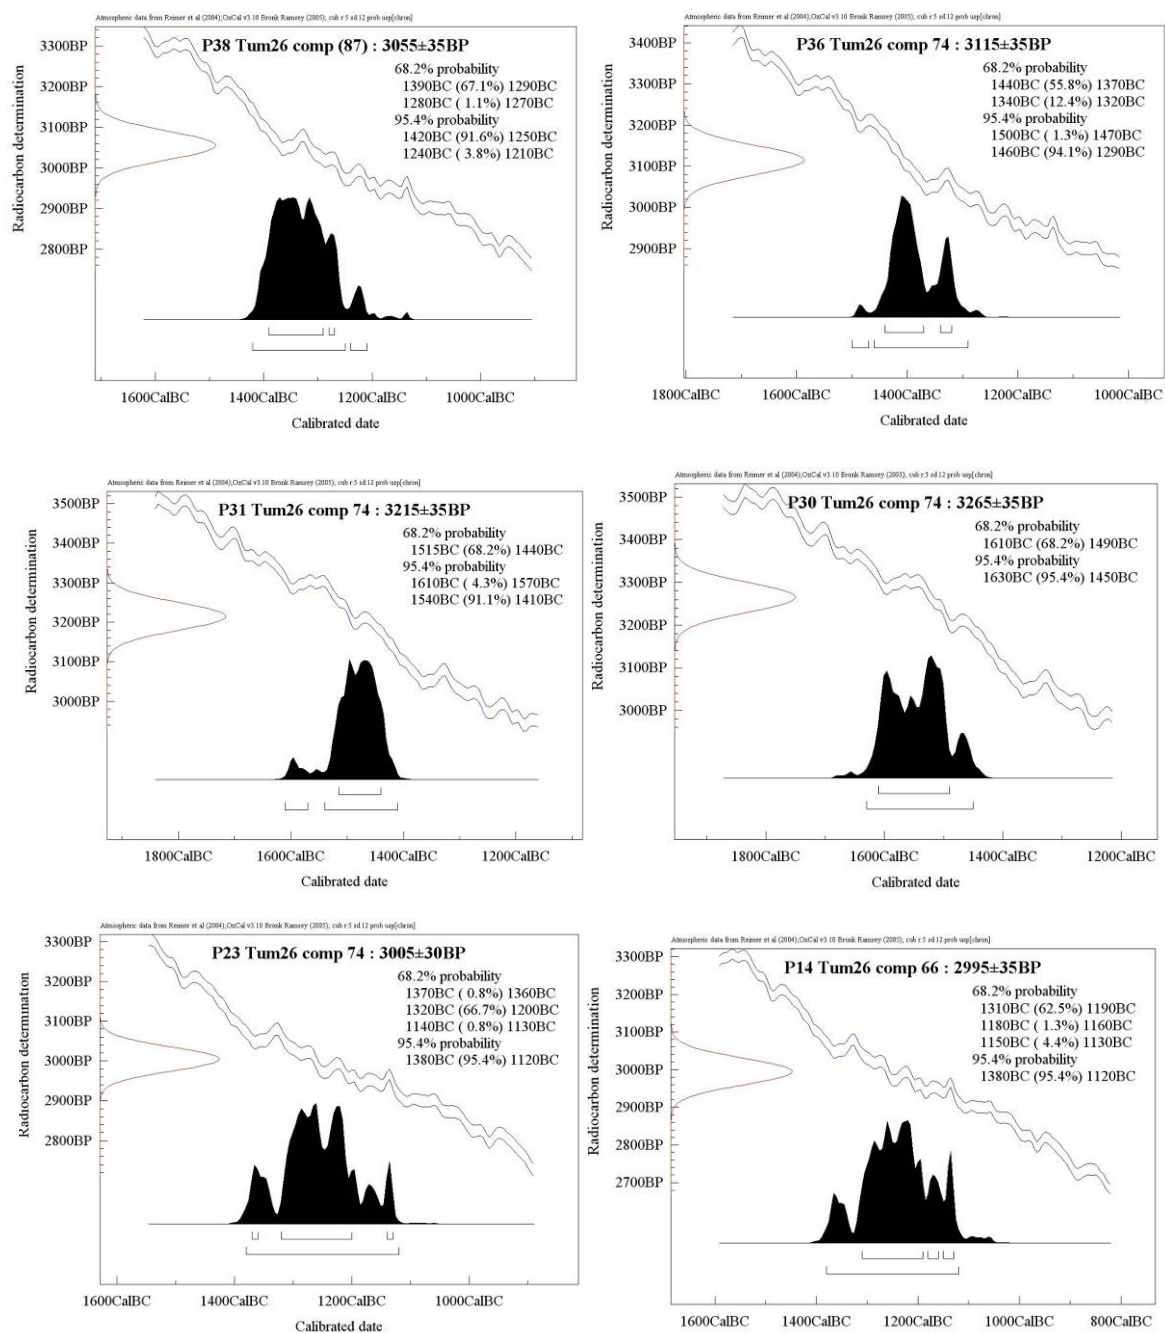 Atmospheric data from Reimer et al (2004);OxCal v3.10 Bronk Ramsey (2005); cub r:5 sd:12 prob usp[chron]
P38 Tum26 comp (87) : 3055±35BP
68.2% probability
1390BC (67.1%) 1290BC
1280BC ( 1.1%) 1270BC
95.4% probability
1420BC (91.6%) 1250BC
1240BC ( 3.8%) 1210BC
Radiocarbon determination
3300BP
3200BP
3100BP
3000BP
2900BP
2800BP
1600CalBC 1400CalBC 1200CalBC 1000CalBC
Calibrated date
Atmospheric data from Reimer et al (2004);OxCal v3.10 Bronk Ramsey (2005); cub r:5 sd:12 prob usp[chron]
P36 Tum26 comp 74 : 3115±35BP
68.2% probability
1440BC (55.8%) 1370BC
1340BC (12.4%) 1320BC
95.4% probability
1500BC ( 1.3%) 1470BC
1460BC (94.1%) 1290BC
Radiocarbon determination
3400BP
3300BP
3200BP
3100BP
3000BP
2900BP
1800CalBC 1600CalBC 1400CalBC 1200CalBC 1000CalBC
Calibrated date
Atmospheric data from Reimer et al (2004);OxCal v3.10 Bronk Ramsey (2005); cub r:5 sd:12 prob usp[chron]
P31 Tum26 comp 74 : 3215±35BP
68.2% probability
1515BC (68.2%) 1440BC
95.4% probability
1610BC ( 4.3%) 1570BC
1540BC (91.1%) 1410BC
Radiocarbon determination
3500BP
3400BP
3300BP
3200BP
3100BP
3000BP
1800CalBC 1600CalBC 1400CalBC 1200CalBC
Calibrated date
Atmospheric data from Reimer et al (2004);OxCal v3.10 Bronk Ramsey (2005); cub r:5 sd:12 prob usp[chron]
P30 Tum26 comp 74 : 3265±35BP
68.2% probability
1610BC (68.2%) 1490BC
95.4% probability
1630BC (95.4%) 1450BC
Radiocarbon determination
3500BP
3400BP
3300BP
3200BP
3100BP
3000BP
1800CalBC 1600CalBC 1400CalBC 1200CalBC
Calibrated date
Atmospheric data from Reimer et al (2004);OxCal v3.10 Bronk Ramsey (2005); cub r:5 sd:12 prob usp[chron]
P23 Tum26 comp 74 : 3005±30BP
68.2% probability
1370BC ( 0.8%) 1360BC
1320BC (66.7%) 1200BC
1140BC ( 0.8%) 1130BC
95.4% probability
1380BC (95.4%) 1120BC
Radiocarbon determination
3300BP
3200BP
3100BP
3000BP
2900BP
2800BP
1600CalBC 1400CalBC 1200CalBC 1000CalBC
Calibrated date
Atmospheric data from Reimer et al (2004);OxCal v3.10 Bronk Ramsey (2005); cub r:5 sd:12 prob usp[chron]
P14 Tum26 comp 66 : 2995±35BP
68.2% probability
1310BC (62.5%) 1190BC
1180BC ( 1.3%) 1160BC
1150BC ( 4.4%) 1130BC
95.4% probability
1380BC (95.4%) 1120BC
Radiocarbon determination
3300BP
3200BP
3100BP
3000BP
2900BP
2800BP
2700BP
1600CalBC 1400CalBC 1200CalBC 1000CalBC 800CalBC
Calibrated date